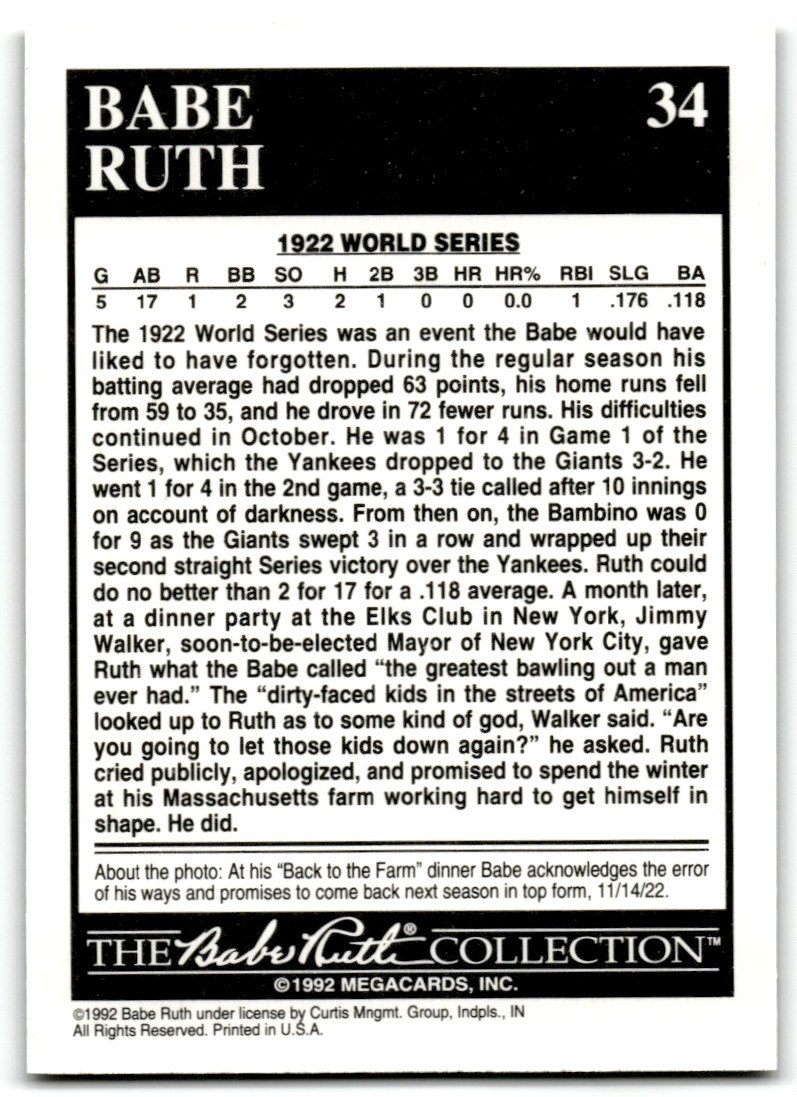 BABE
RUTH
34
1922 WORLD SERIES
G AB R BB SO H 2B 3B HR HR% RBI SLG BA
5 17 1 2 3 2 1 0 0 0.0 1 .176 .118
The 1922 World Series was an event the Babe would have
liked to have forgotten. During the regular season his
batting average had dropped 63 points, his home runs fell
from 59 to 35, and he drove in 72 fewer runs. His difficulties
continued in October. He was 1 for 4 in Game 1 of the
Series, which the Yankees dropped to the Giants 3-2. He
went 1 for 4 in the 2nd game, a 3-3 tie called after 10 innings
on account of darkness. From then on, the Bambino was 0
for 9 as the Giants swept 3 in a row and wrapped up their
second straight Series victory over the Yankees. Ruth could
do no better than 2 for 17 for a .118 average. A month later,
at a dinner party at the Elks Club in New York, Jimmy
Walker, soon-to-be-elected Mayor of New York City, gave
Ruth what the Babe called “the greatest bawling out a man
ever had.” The “dirty-faced kids in the streets of America”
looked up to Ruth as to some kind of god, Walker said. “Are
you going to let those kids down again?” he asked. Ruth
cried publicly, apologized, and promised to spend the winter
at his Massachusetts farm working hard to get himself in
shape. He did.
About the photo: At his “Back to the Farm” dinner Babe acknowledges the error
of his ways and promises to come back next season in top form, 11/14/22.
THE Babe Ruth® COLLECTION™
©1992 MEGACARDS, INC.
©1992 Babe Ruth under license by Curtis Mngmt. Group, Indpls., IN
All Rights Reserved. Printed in U.S.A.